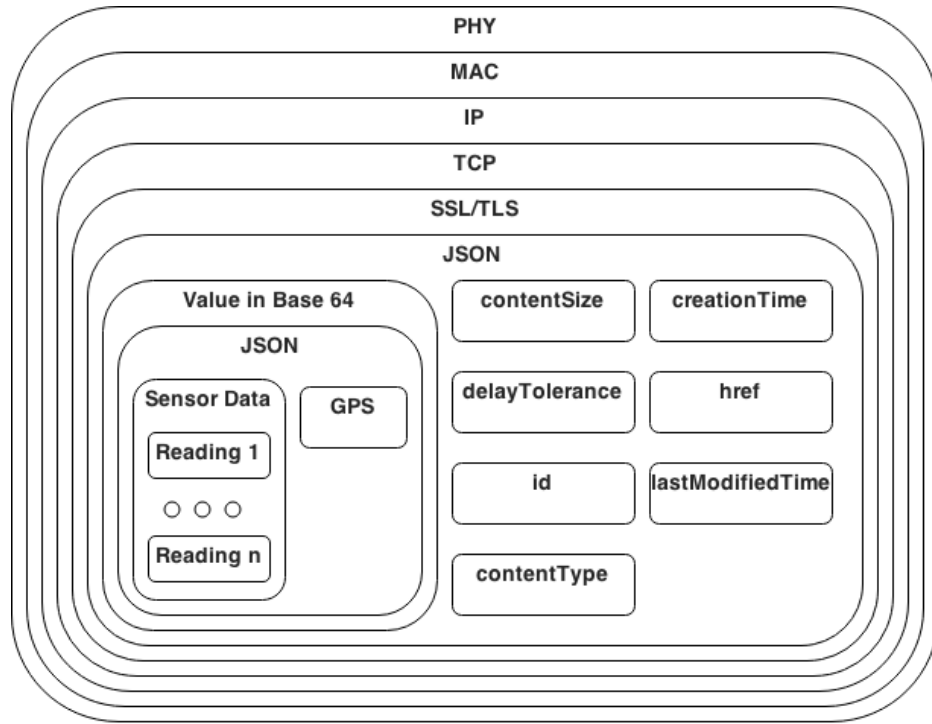 PHY
MAC
IP
TCP
SSL/TLS
JSON
Value in Base 64
JSON
Sensor Data
Reading 1
Reading n
GPS
contentSize
creationTime
delayTolerance
href
id
lastModifiedTime
contentType